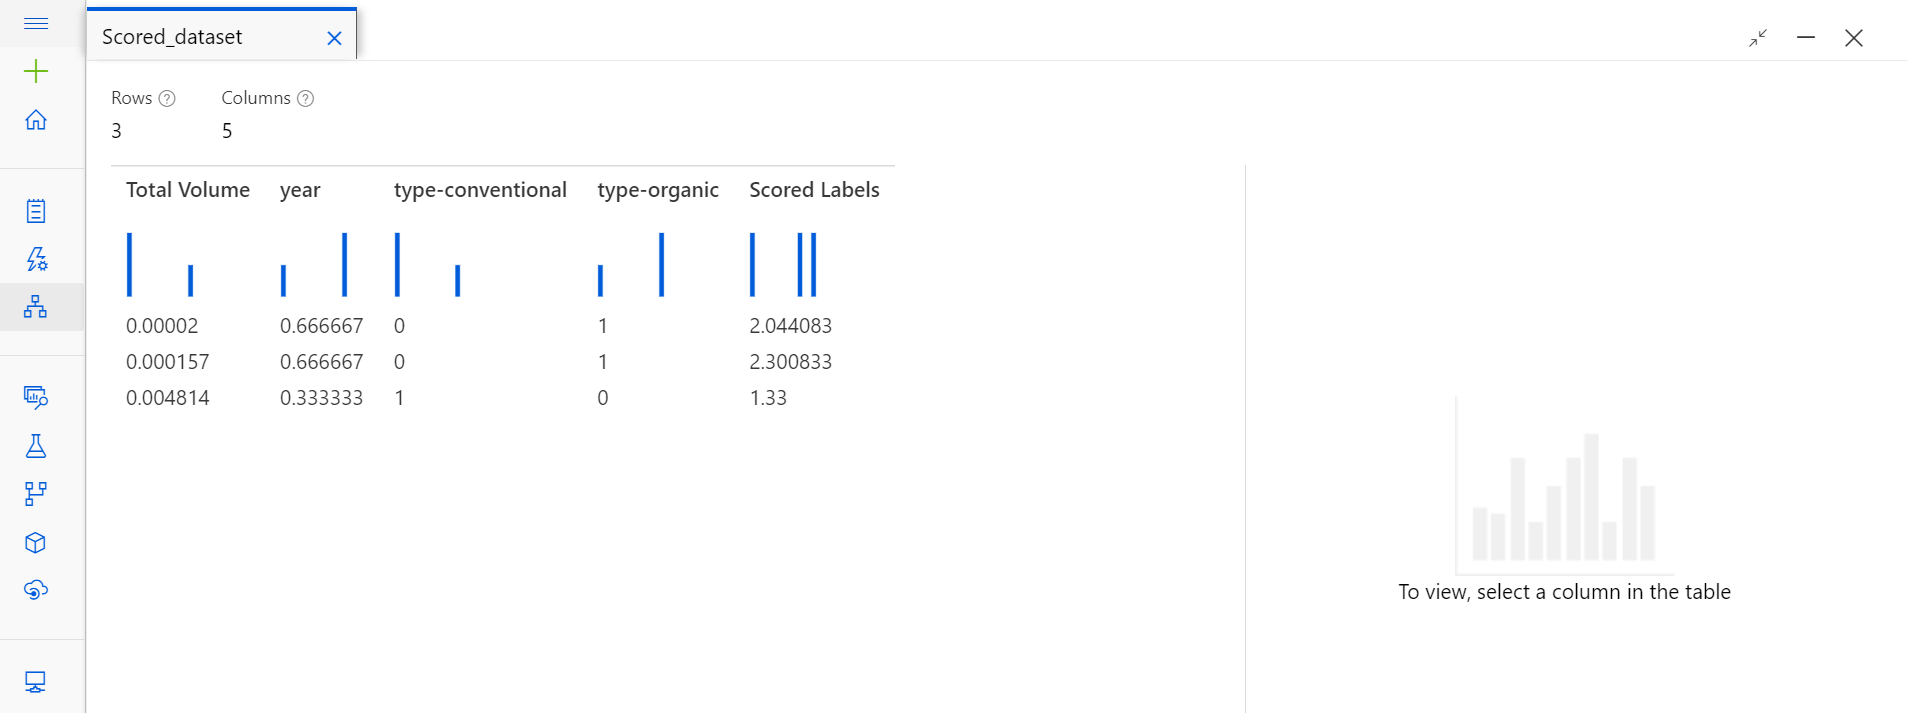 Scored_dataset
Rows Columns
3 5
Total Volume year type-conventional type-organic Scored Labels
0.00002 0.666667 0 1 2.044083
0.000157 0.666667 0 1 2.300833
0.004814 0.333333 1 0 1.33
To view, select a column in the table